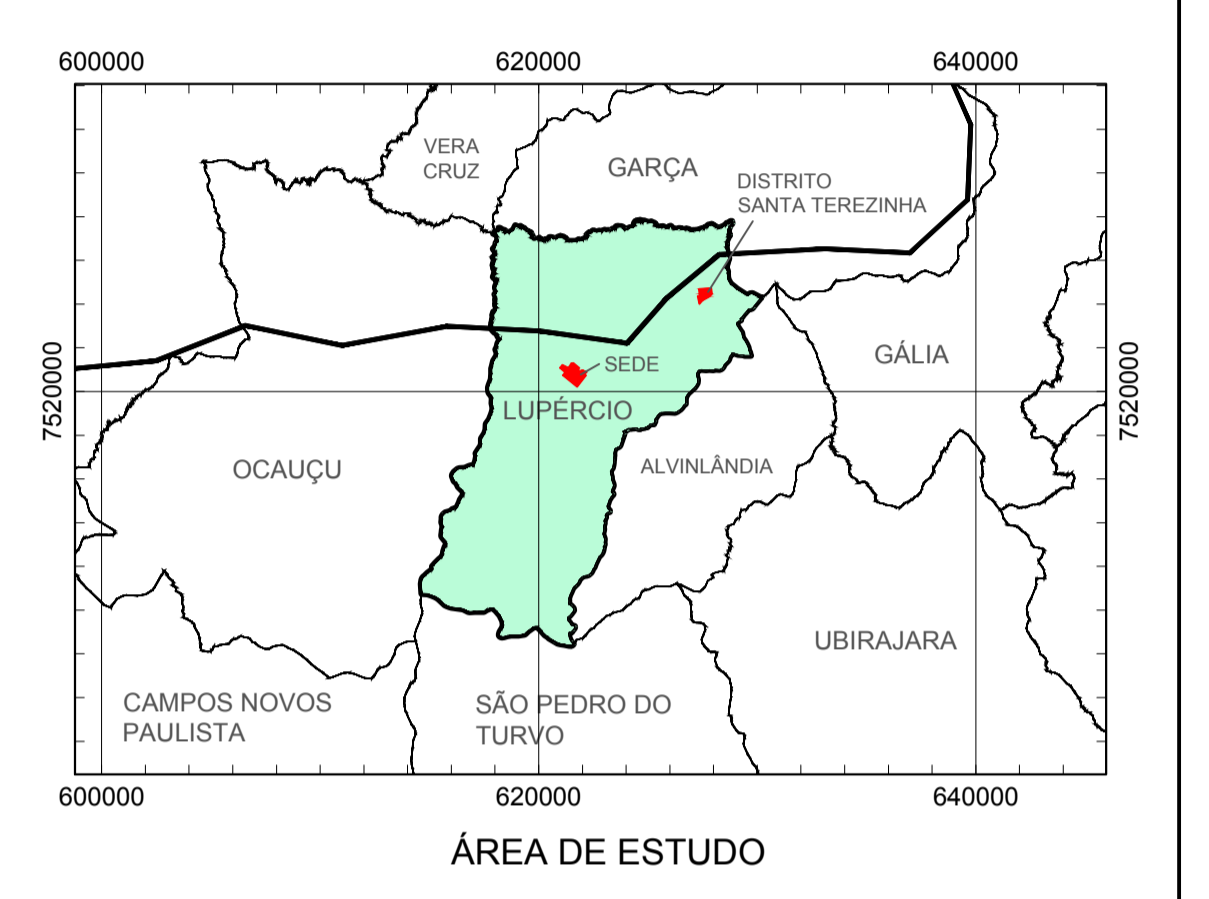 600000
620000
640000
VERA
CRUZ
GARÇA
DISTRITO
SANTA TEREZINHA
GÁLIA
SEDE
7520000
7520000
LUPÉRCIO
OCAUÇU
ALVINLÂNDIA
UBIRAJARA
CAMPOS NOVOS
PAULISTA
SÃO PEDRO DO
TURVO
600000
620000
640000
ÁREA DE ESTUDO